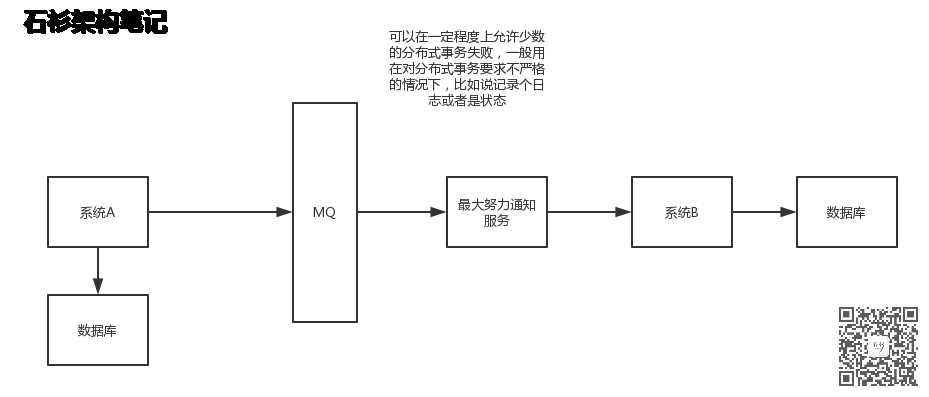 石杉架构笔记
可以在一定程度上允许少数
的分布式事务失败，一般用
在对分布式事务要求不严格
的情况下，比如说记录个日
志或者是状态
系统A
MQ
最大努力通知
服务
系统B
数据库
数据库